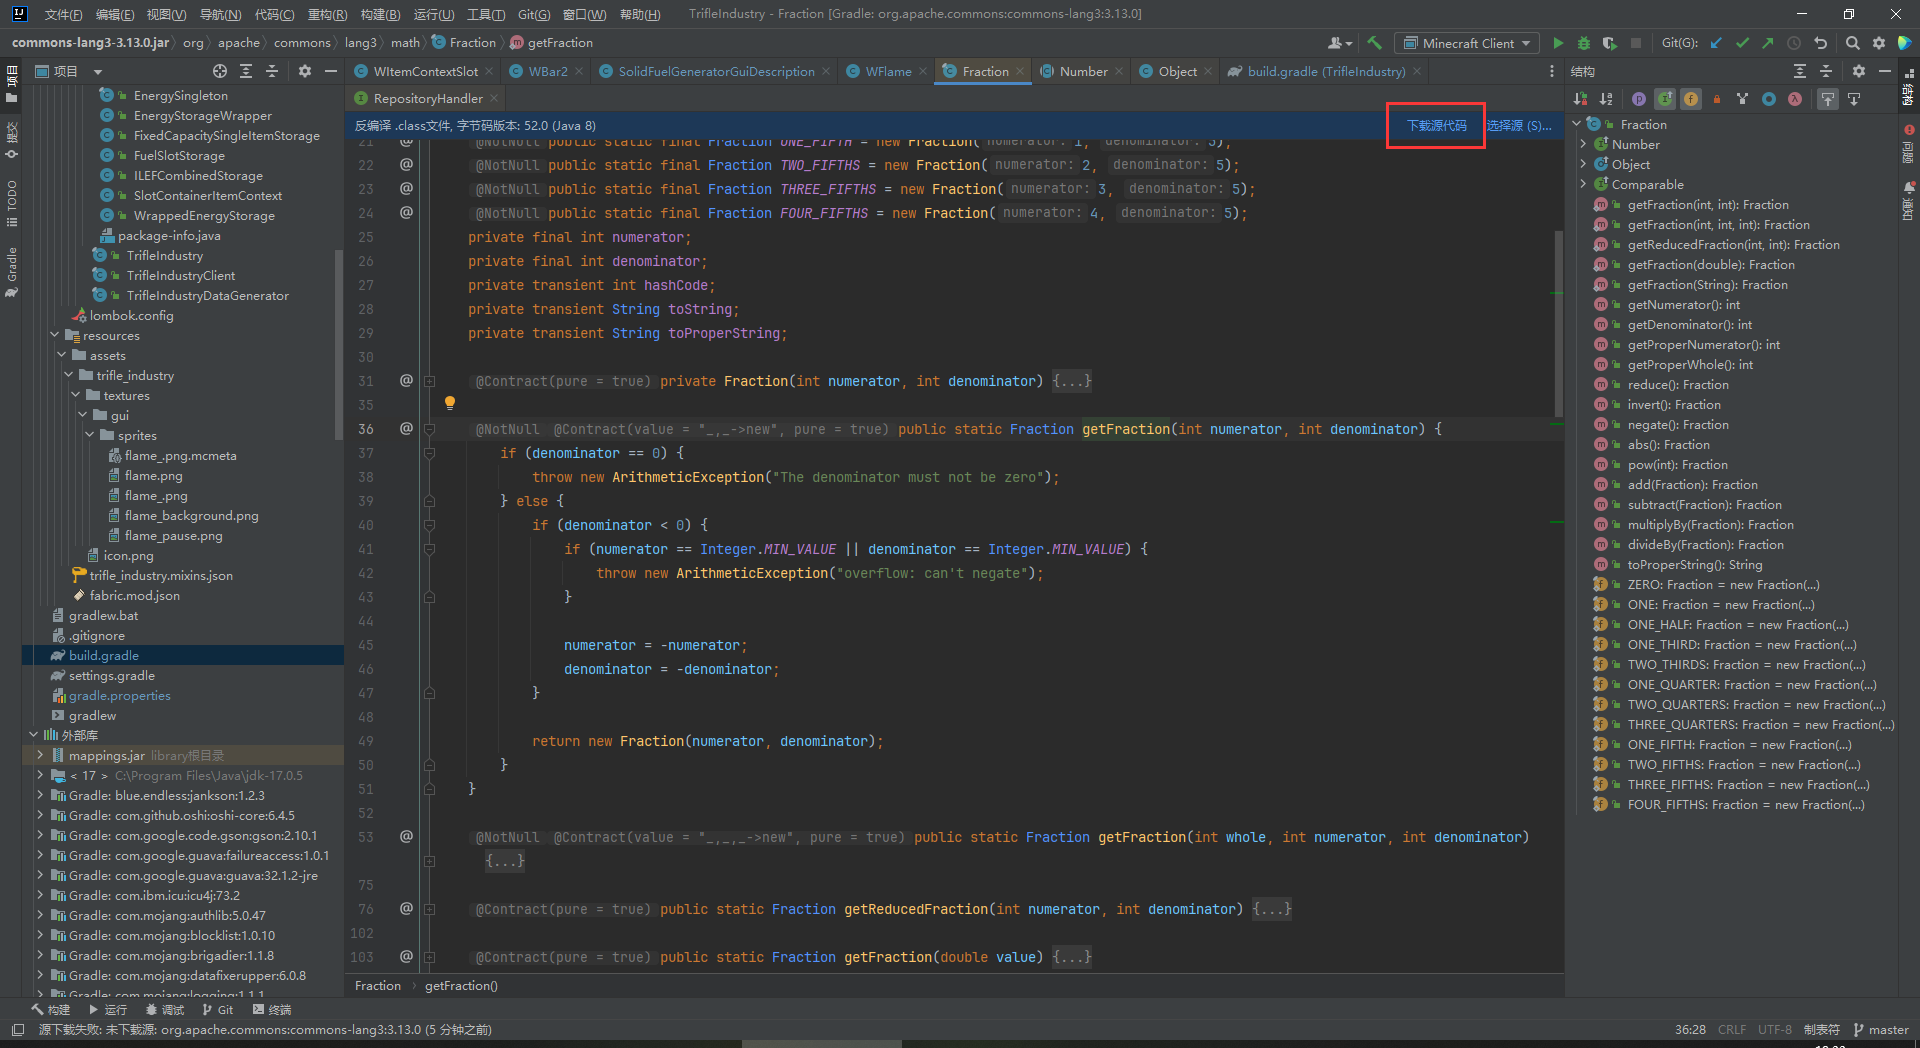 文件(F) 编辑(E) 视图(V) 导航(N) 代码(C) 重构(R) 构建(B) 运行(U) 工具(T) Git(G) 窗口(W) 帮助(H) TrifleIndustry - Fraction [Gradle: org.apache.commons:commons-lang3:3.13.0]
commons-lang3-3.13.0.jar org apache commons lang3 math Fraction getFraction Minecraft Client Git(G):
项目 WItemContextSlot WBar2 SolidFuelGeneratorGuiDescription WFlame Fraction Number Object build.gradle (TrifleIndustry) 结构
RepositoryHandler
反编译 .class文件, 字节码版本: 52.0 (Java 8) 下载源代码 选择源 (S)...
项目
提交
TODO
Gradle
EnergySingleton
EnergyStorageWrapper
FixedCapacitySingleItemStorage
FuelSlotStorage
ILEFCombinedStorage
SlotContainerItemContext
WrappedEnergyStorage
package-info.java
TrifleIndustry
TrifleIndustryClient
TrifleIndustryDataGenerator
lombok.config
resources
assets
trifle_industry
textures
gui
sprites
flame_.png.mcmeta
flame.png
flame_.png
flame_background.png
flame_pause.png
icon.png
trifle_industry.mixins.json
fabric.mod.json
gradlew.bat
.gitignore
build.gradle
settings.gradle
gradle.properties
gradlew
外部库
mappings.jar library根目录
< 17 > C:\Program Files\Java\jdk-17.0.5
Gradle: blue.endless:jankson:1.2.3
Gradle: com.github.oshi:oshi-core:6.4.5
Gradle: com.google.code.gson:gson:2.10.1
Gradle: com.google.guava:failureaccess:1.0.1
Gradle: com.google.guava:guava:32.1.2-jre
Gradle: com.ibm.icu:icu4j:73.2
Gradle: com.mojang:authlib:5.0.47
Gradle: com.mojang:blocklist:1.0.10
Gradle: com.mojang:brigadier:1.1.8
Gradle: com.mojang:datafixerupper:6.0.8
Gradle: com.mojang:logging:1.1.1
21 @ @NotNull public static final Fraction ONE_FIFTH = new Fraction( numerator: 1, denominator: 5);
22 @ @NotNull public static final Fraction TWO_FIFTHS = new Fraction( numerator: 2, denominator: 5);
23 @ @NotNull public static final Fraction THREE_FIFTHS = new Fraction( numerator: 3, denominator: 5);
24 @ @NotNull public static final Fraction FOUR_FIFTHS = new Fraction( numerator: 4, denominator: 5);
25 private final int numerator;
26 private final int denominator;
27 private transient int hashCode;
28 private transient String toString;
29 private transient String toProperString;
30
31 @ @Contract(pure = true) private Fraction(int numerator, int denominator) {...}
35
36 @ @NotNull @Contract(value = "_,_->new", pure = true) public static Fraction getFraction(int numerator, int denominator) {
37 if (denominator == 0) {
38 throw new ArithmeticException("The denominator must not be zero");
39 } else {
40 if (denominator < 0) {
41 if (numerator == Integer.MIN_VALUE || denominator == Integer.MIN_VALUE) {
42 throw new ArithmeticException("overflow: can't negate");
43 }
44
45 numerator = -numerator;
46 denominator = -denominator;
47 }
48
49 return new Fraction(numerator, denominator);
50 }
51 }
52
53 @ @NotNull @Contract(value = "_,_,_->new", pure = true) public static Fraction getFraction(int whole, int numerator, int denominator)
{...}
75
76 @ @Contract(pure = true) public static Fraction getReducedFraction(int numerator, int denominator) {...}
102
103 @ @Contract(pure = true) public static Fraction getFraction(double value) {...}
Fraction getFraction()
Fraction
Number
Object
Comparable
getFraction(int, int): Fraction
getFraction(int, int, int): Fraction
getReducedFraction(int, int): Fraction
getFraction(double): Fraction
getFraction(String): Fraction
getNumerator(): int
getDenominator(): int
getProperNumerator(): int
getProperWhole(): int
reduce(): Fraction
invert(): Fraction
negate(): Fraction
abs(): Fraction
pow(int): Fraction
add(Fraction): Fraction
subtract(Fraction): Fraction
multiplyBy(Fraction): Fraction
divideBy(Fraction): Fraction
toProperString(): String
ZERO: Fraction = new Fraction(...)
ONE: Fraction = new Fraction(...)
ONE_HALF: Fraction = new Fraction(...)
ONE_THIRD: Fraction = new Fraction(...)
TWO_THIRDS: Fraction = new Fraction(...)
ONE_QUARTER: Fraction = new Fraction(...)
TWO_QUARTERS: Fraction = new Fraction(...)
THREE_QUARTERS: Fraction = new Fraction(...)
ONE_FIFTH: Fraction = new Fraction(...)
TWO_FIFTHS: Fraction = new Fraction(...)
THREE_FIFTHS: Fraction = new Fraction(...)
FOUR_FIFTHS: Fraction = new Fraction(...)
结构
问题
通知
构建 运行 调试 Git 终端
源下载失败: 未下载源: org.apache.commons:commons-lang3:3.13.0 (5 分钟之前) 36:28 CRLF UTF-8 制表符 master